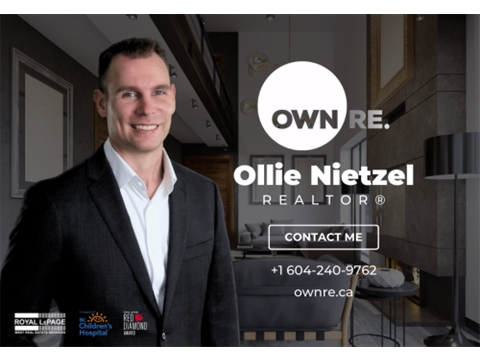 OWN RE.
Ollie Nietzel
REALTOR®
CONTACT ME
+1 604-240-9762
ownre.ca
ROYAL LEPAGE
WEST REAL ESTATE SERVICES
BC
Children's
Hospital
RED
DIAMOND
AWARD